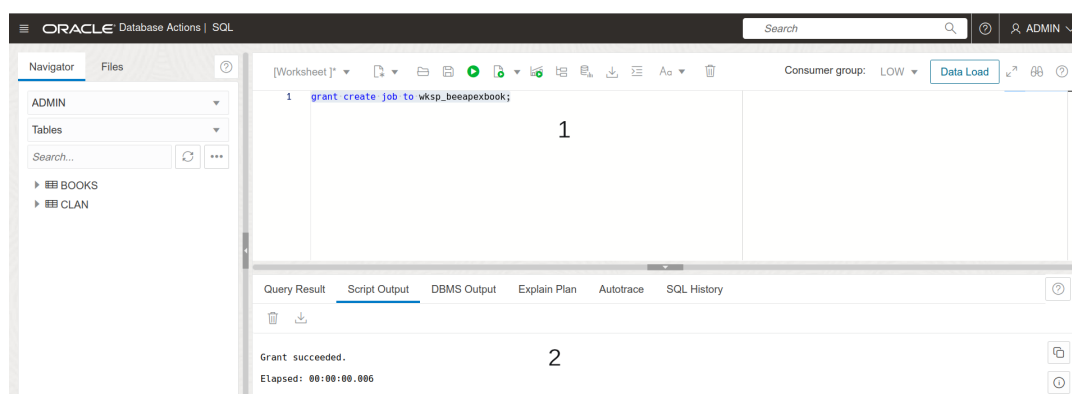 ORACLE Database Actions | SQL
Search
ADMIN
Navigator
Files
[Worksheet]*
Aa
Consumer group:
LOW
Data Load
ADMIN
Tables
Search...
BOOKS
CLAN
1 grant create job to wksp_beeapexbook;
1
Query Result
Script Output
DBMS Output
Explain Plan
Autotrace
SQL History
Grant succeeded.
2
Elapsed: 00:00:00.006